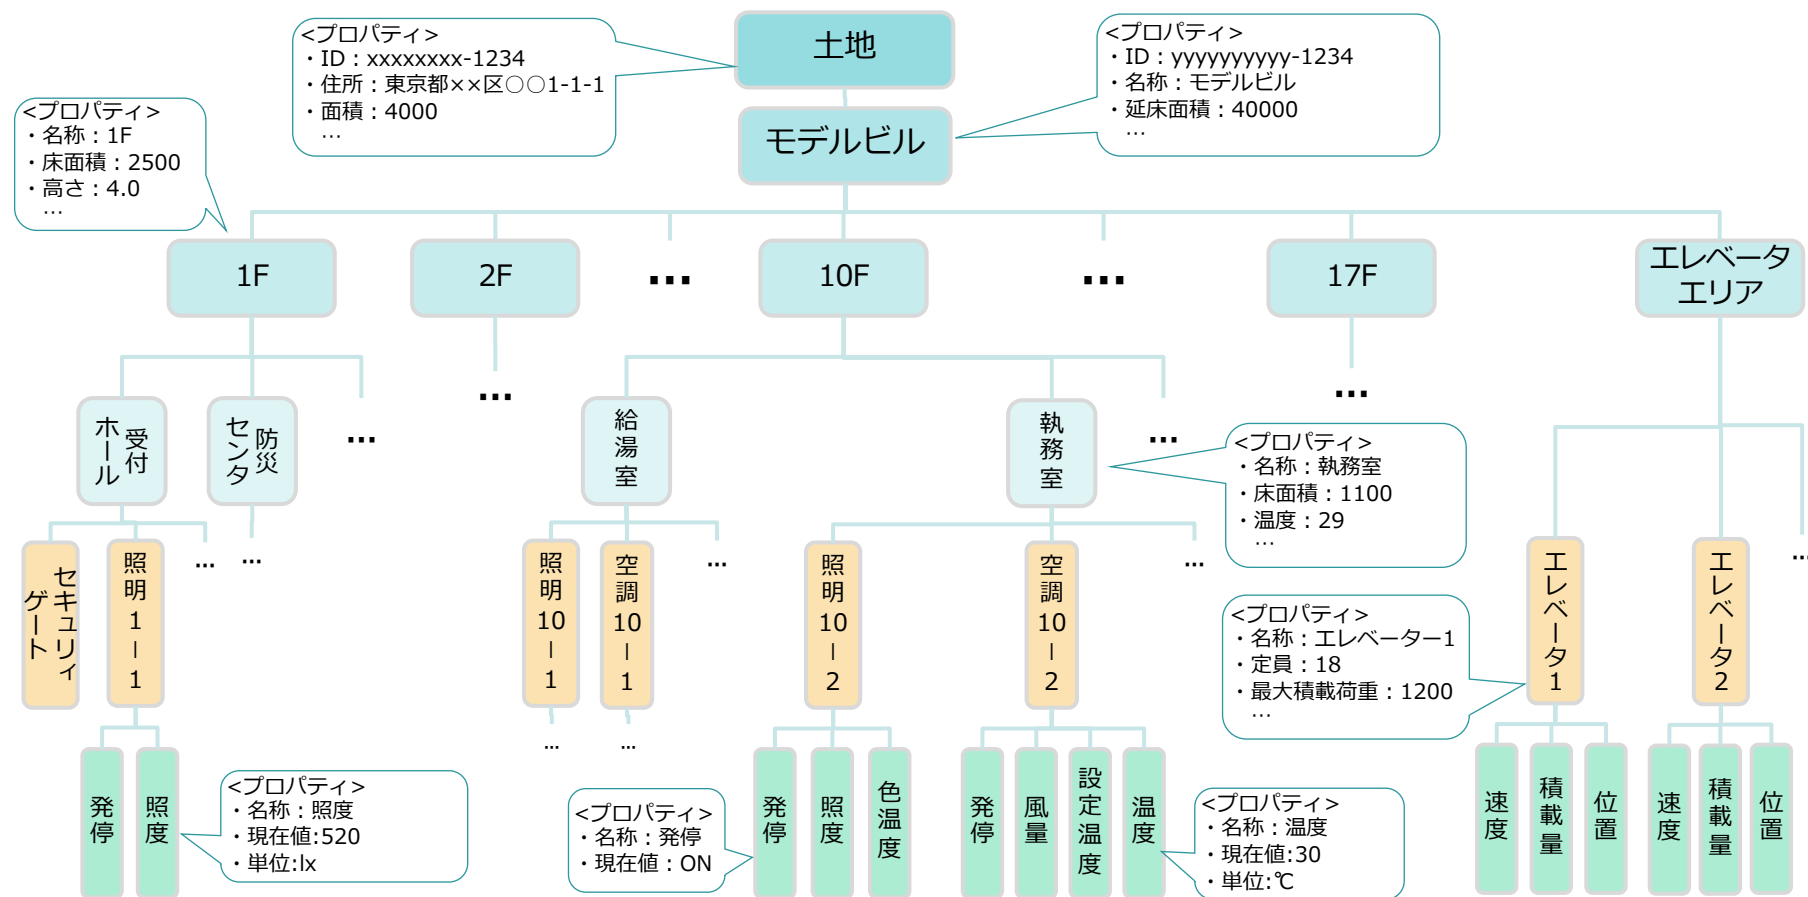 <プロパティ>
・ID：xxxxxxxx-1234
・住所：東京都××区○○1-1-1
・面積：4000
…
土地
<プロパティ>
・ID：yyyyyyyyyy-1234
・名称：モデルビル
・延床面積：40000
…
モデルビル
<プロパティ>
・名称：1F
・床面積：2500
・高さ：4.0
…
1F
2F
…
10F
…
17F
エレベータ
エリア
受付
ホール
防災
センタ
…
…
給湯室
執務室
…
…
<プロパティ>
・名称：執務室
・床面積：1100
・温度：29
…
セキュリィ
ゲート
照明1－1
…
…
照明10－1
空調10－1
…
照明10－2
空調10－2
…
エレベータ1
エレベータ2
…
<プロパティ>
・名称：エレベーター1
・定員：18
・最大積載荷重：1200
…
…
…
発停
照度
<プロパティ>
・名称：照度
・現在値:520
・単位:lx
<プロパティ>
・名称：発停
・現在値：ON
発停
照度
色温度
発停
風量
設定温度
温度
<プロパティ>
・名称：温度
・現在値:30
・単位:℃
速度
積載量
位置
速度
積載量
位置